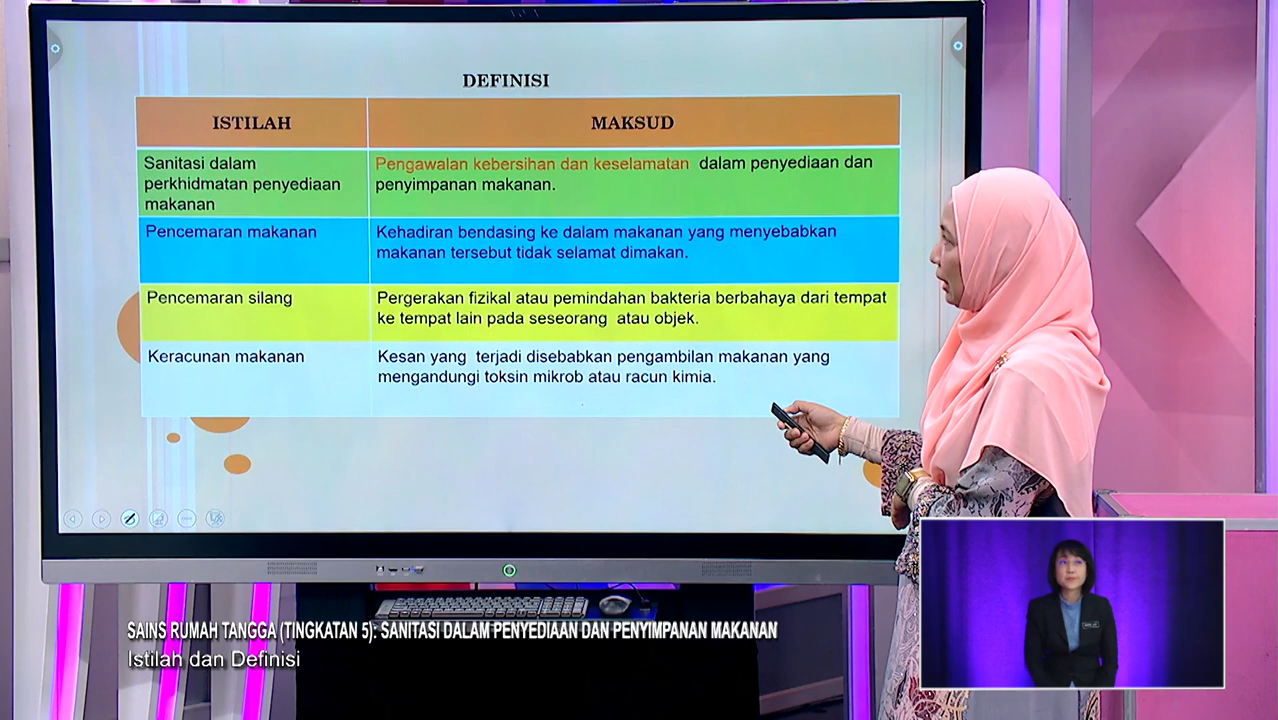 DEFINISI
ISTILAH
MAKSUD
Sanitasi dalam
perkhidmatan penyediaan
makanan
Pengawalan kebersihan dan keselamatan dalam penyediaan dan
penyimpanan makanan.
Pencemaran makanan
Kehadiran bendasing ke dalam makanan yang menyebabkan
makanan tersebut tidak selamat dimakan.
Pencemaran silang
Pergerakan fizikal atau pemindahan bakteria berbahaya dari tempat
ke tempat lain pada seseorang atau objek.
Keracunan makanan
Kesan yang terjadi disebabkan pengambilan makanan yang
mengandungi toksin mikrob atau racun kimia.
SAINS RUMAH TANGGA (TINGKATAN 5): SANITASI DALAM PENYEDIAAN DAN PENYIMPANAN MAKANAN
Istilah dan Definisi